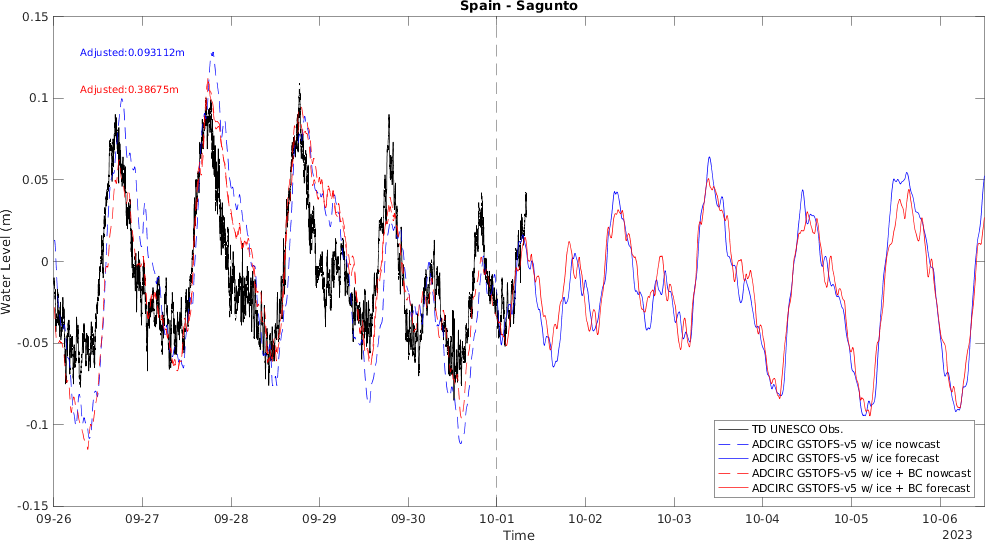 Spain - Sagunto
0.15
0.1
0.05
0
-0.05
-0.1
-0.15
Water Level (m)
Adjusted:0.093112m
Adjusted:0.38675m
TD UNESCO Obs.
ADCIRC GSTOFS-v5 w/ ice nowcast
ADCIRC GSTOFS-v5 w/ ice forecast
ADCIRC GSTOFS-v5 w/ ice + BC nowcast
ADCIRC GSTOFS-v5 w/ ice + BC forecast
09-26 09-27 09-28 09-29 09-30 10-01 10-02 10-03 10-04 10-05 10-06
Time
2023